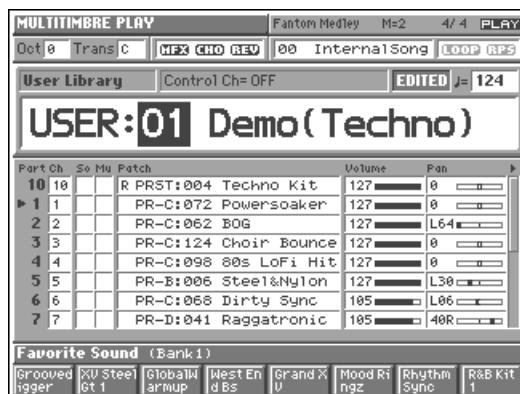 MULTITIMBRE PLAY Fantom Medley M=2 4/ 4 PLAY
Oct 0 Trans C MFX CHO REV 00 InternalSong LOOP RPS
User Library Control Ch= OFF EDITED ♩= 124
USER:01 Demo(Techno)
Part Ch So Mu Patch Volume Pan
10 10 R PRST:004 Techno Kit 127 0
1 1 PR-C:072 Powersoaker 127 0
2 2 PR-C:062 BOG 127 L64
3 3 PR-C:124 Choir Bounce 127 0
4 4 PR-C:098 80s LoFi Hit 127 0
5 5 PR-B:006 Steel&Nylon 127 L30
6 6 PR-C:068 Dirty Sync 105 L06
7 7 PR-D:041 Raggatronic 105 40R
Favorite Sound (Bank1)
Grooved XV Steel GlobalW West En Grand X Mood Ri Rhythm R&B Kit
igger Gt 1 armup d Bs V ngz Sync 1